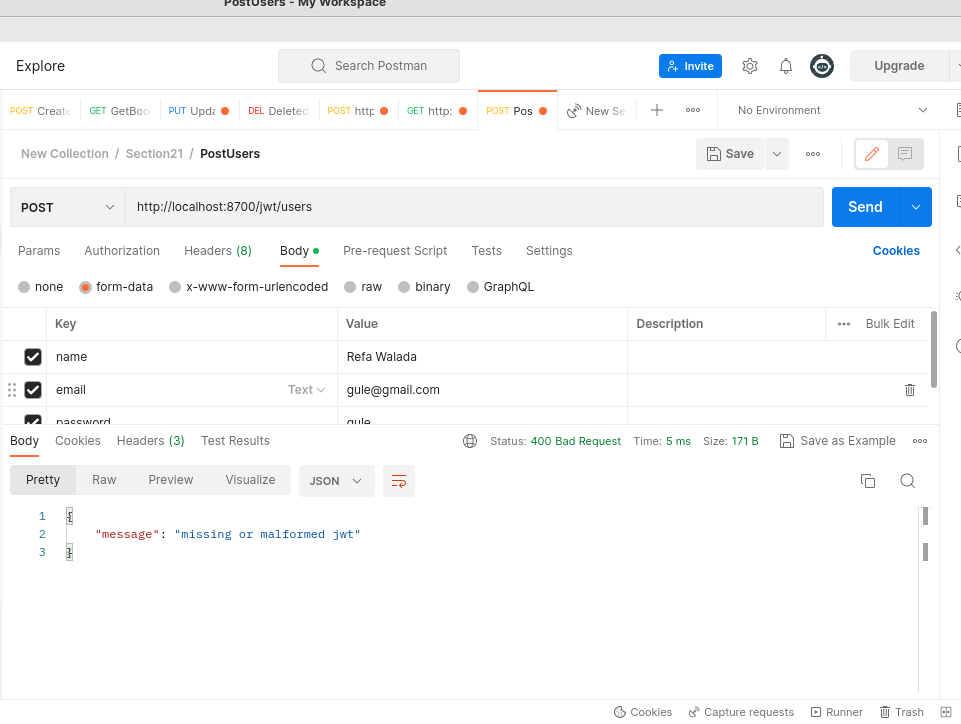 PostUsers - My Workspace
Explore
Search Postman
Invite
Upgrade
POST Create
GET GetBoo
PUT Upda
DEL Deleted
POST http
GET http:
POST Pos
New Se
No Environment
New Collection / Section21 / PostUsers
Save
POST
http://localhost:8700/jwt/users
Send
Params Authorization Headers (8) Body Pre-request Script Tests Settings Cookies
none form-data x-www-form-urlencoded raw binary GraphQL
Key Value Description Bulk Edit
name Refa Walada
email Text gule@gmail.com
password gule
Body Cookies Headers (3) Test Results Status: 400 Bad Request Time: 5 ms Size: 171 B Save as Example
Pretty Raw Preview Visualize JSON
1 {
2 "message": "missing or malformed jwt"
3 }
Cookies Capture requests Runner Trash